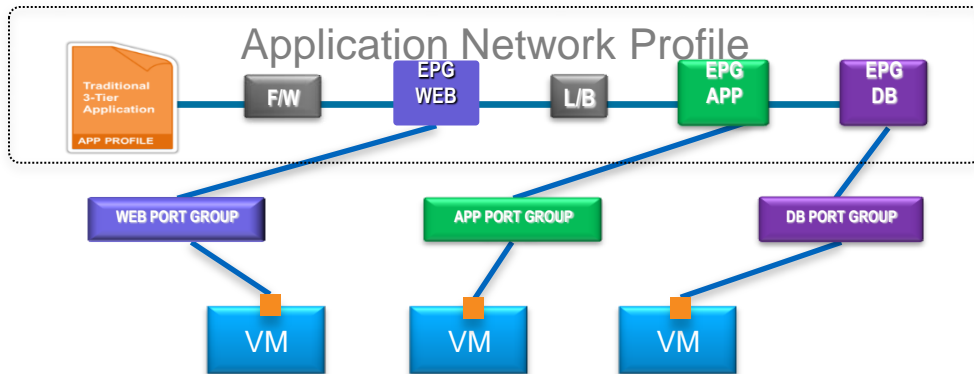 Application Network Profile
Traditional
3-Tier
Application
APP PROFILE
F/W
EPG
WEB
L/B
EPG
APP
EPG
DB
WEB PORT GROUP
APP PORT GROUP
DB PORT GROUP
VM
VM
VM